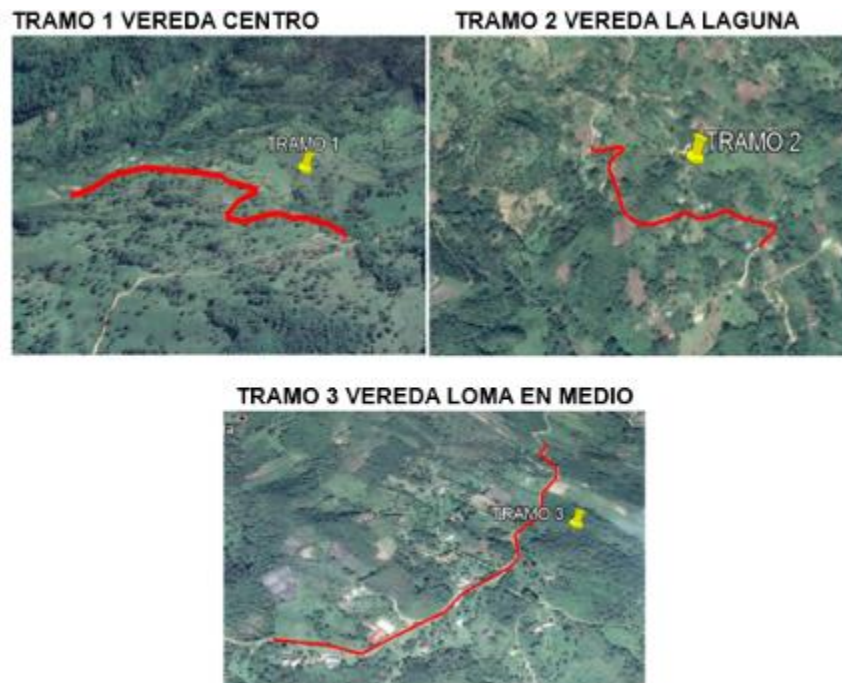 TRAMO 1 VEREDA CENTRO
TRAMO 2 VEREDA LA LAGUNA
TRAMO 1
TRAMO 2
TRAMO 3 VEREDA LOMA EN MEDIO
TRAMO 3